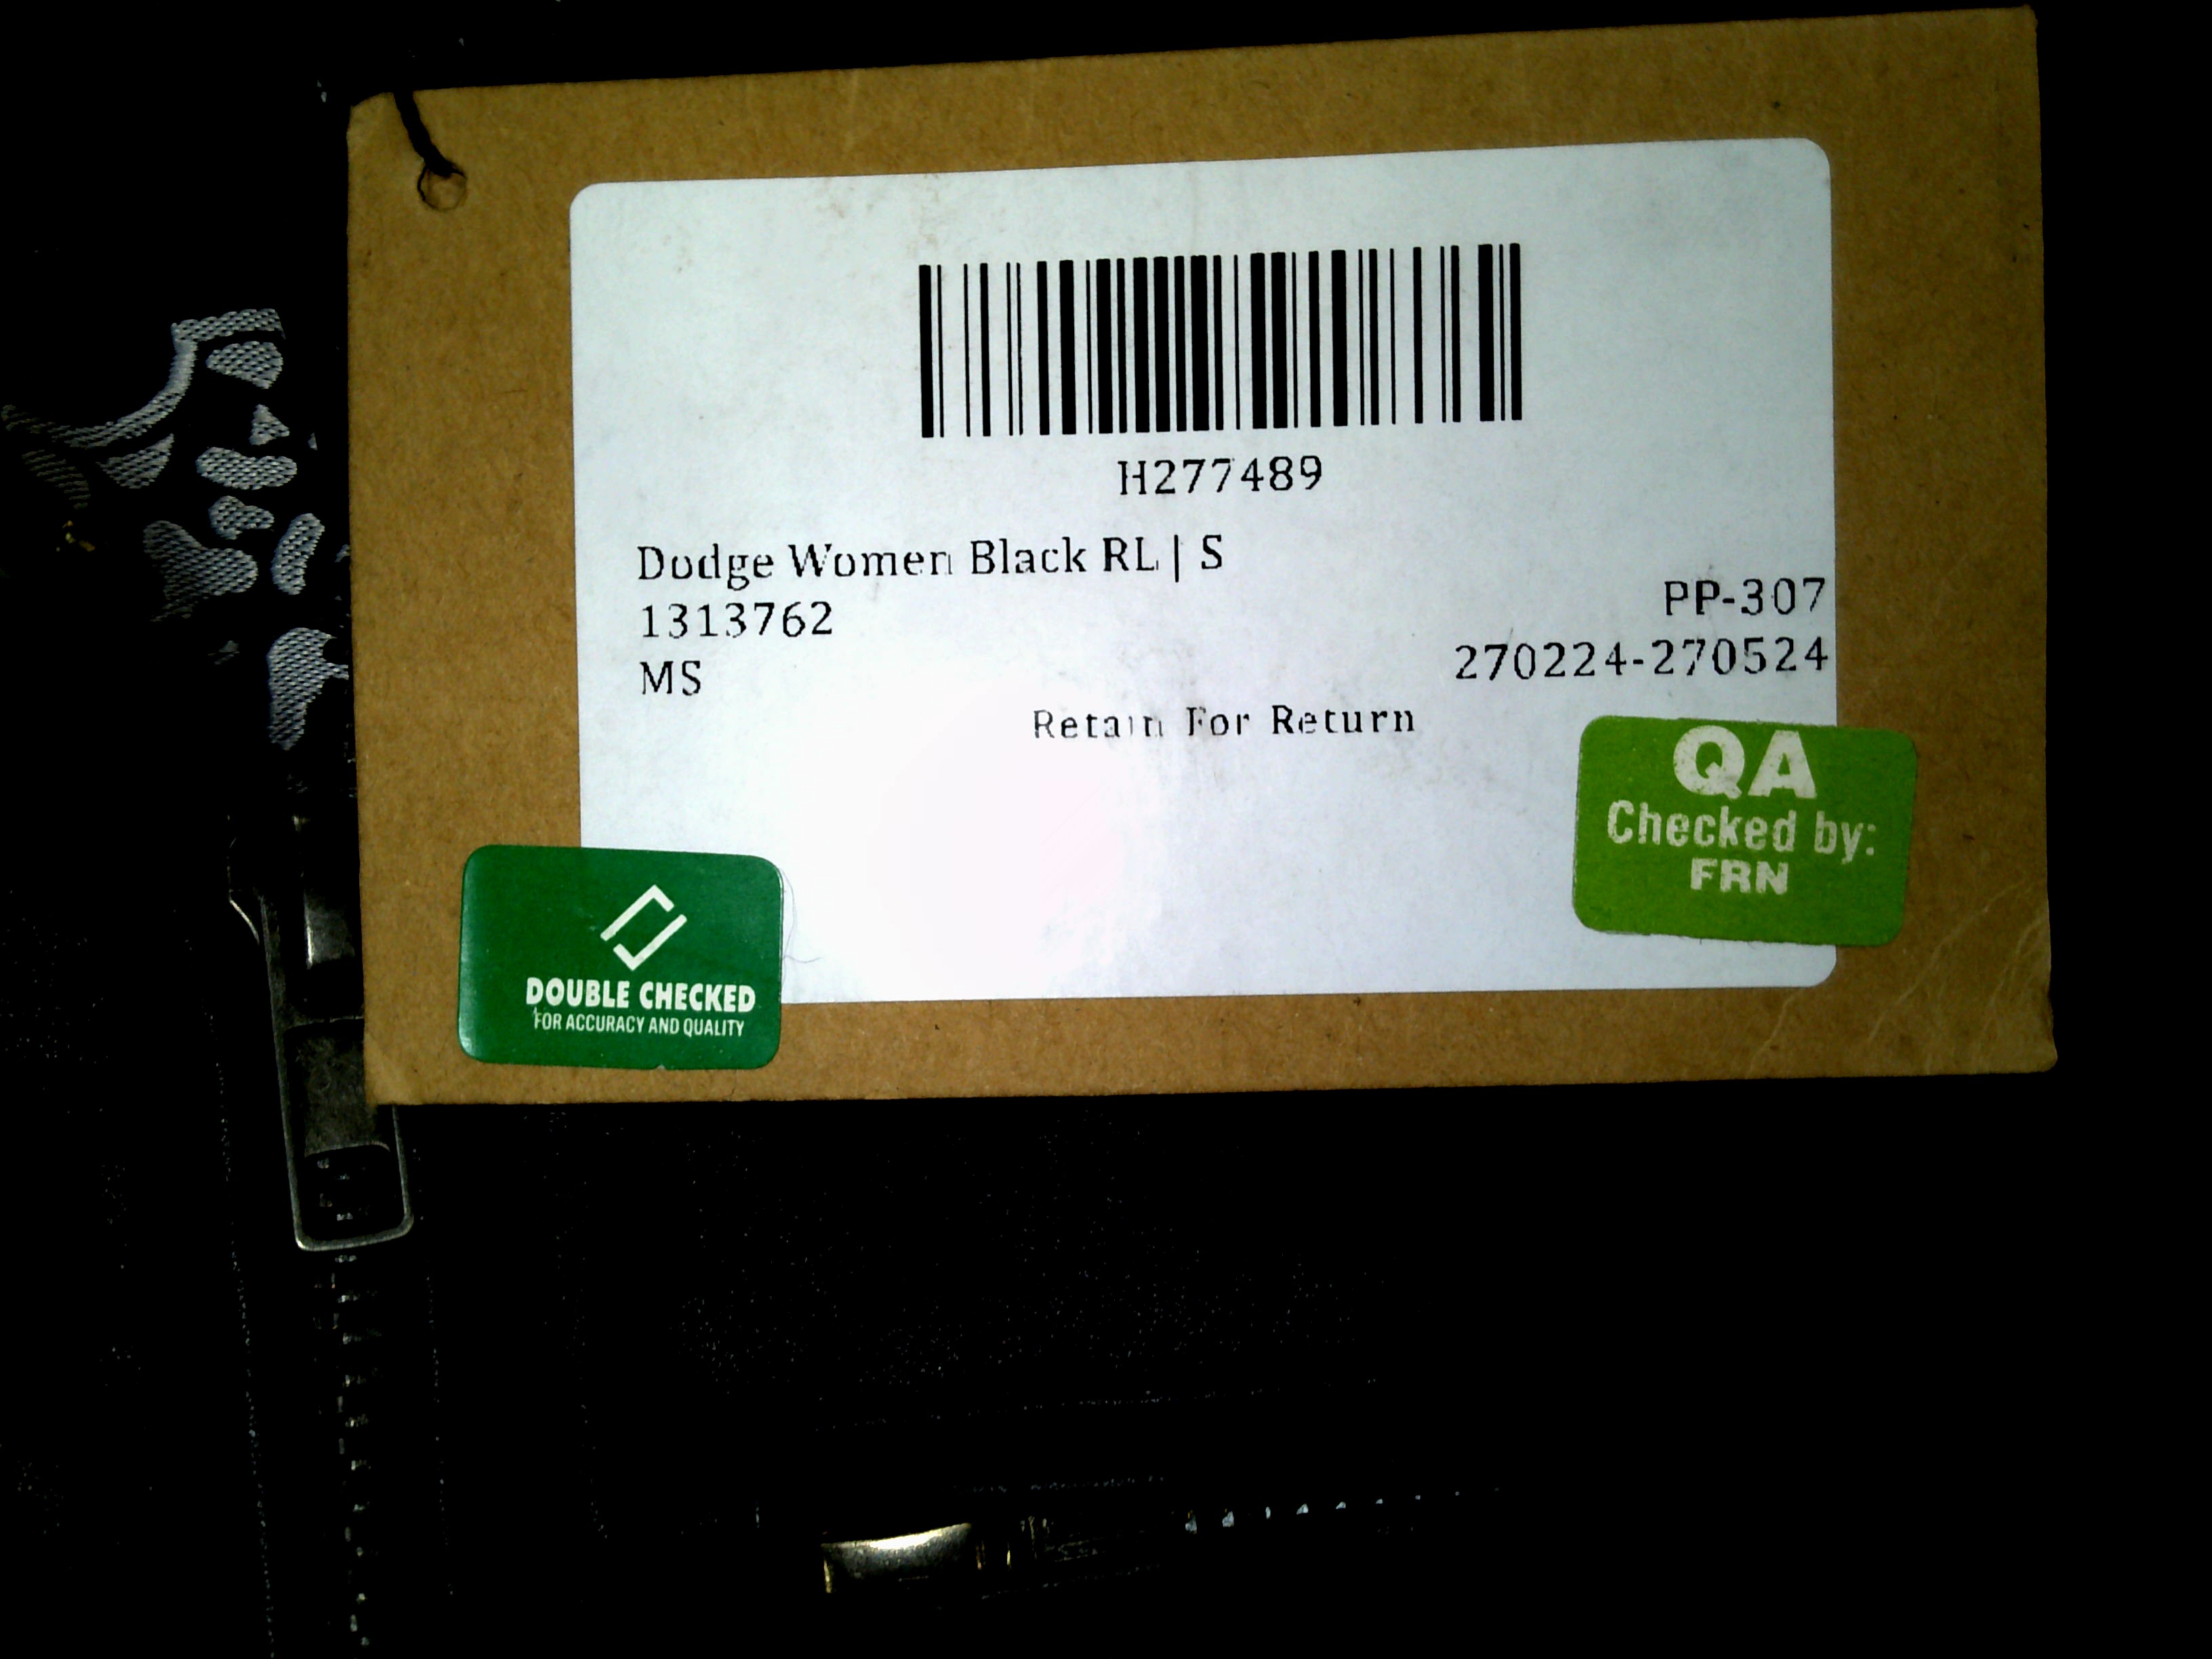 H277489
Dodge Women Black RL | S
1313762
PP-307
MS
270224-270524
Retain For Return
QA
Checked by:
FRN
DOUBLE CHECKED
FOR ACCURACY AND QUALITY